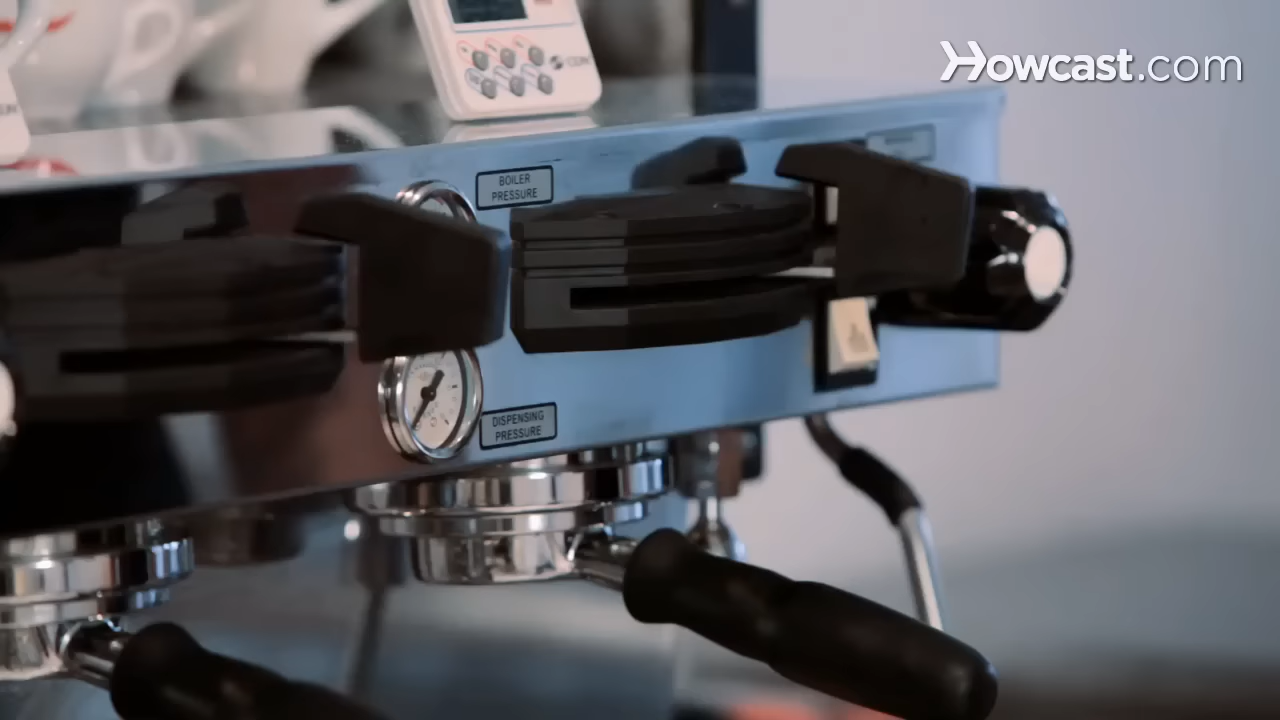 Howcast.com
BOILER
PRESSURE
DISPENSING
PRESSURE